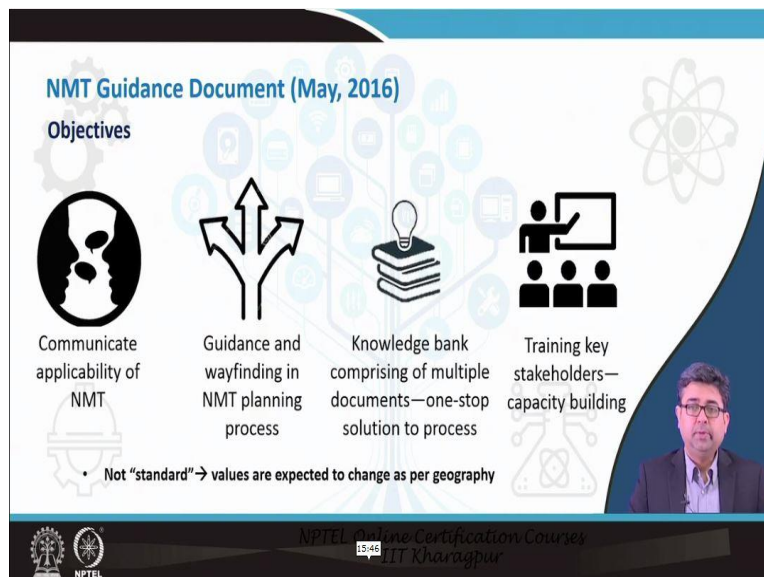 NMT Guidance Document (May, 2016)
Objectives
Communicate
applicability of
NMT
Guidance and
wayfinding in
NMT planning
process
Knowledge bank
comprising of multiple
documents—one-stop
solution to process
Training key
stakeholders—
capacity building
• Not “standard”→ values are expected to change as per geography
NPTEL Online Certification Courses
IIT Kharagpur
15:46
NPTEL